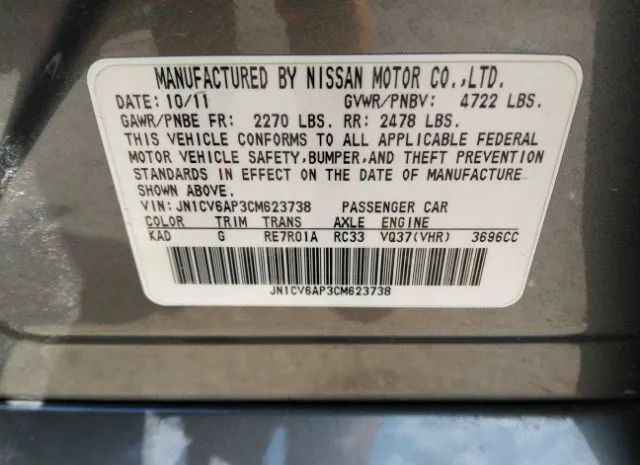 MANUFACTURED BY NISSAN MOTOR CO.,LTD.
DATE: 10/11 GVWR/PNBV: 4722 LBS.
GAWR/PNBE FR: 2270 LBS. RR: 2478 LBS.
THIS VEHICLE CONFORMS TO ALL APPLICABLE FEDERAL
MOTOR VEHICLE SAFETY,BUMPER,AND THEFT PREVENTION
STANDARDS IN EFFECT ON THE DATE OF MANUFACTURE
SHOWN ABOVE.
VIN: JN1CV6AP3CM623738 PASSENGER CAR
COLOR TRIM TRANS AXLE ENGINE
KAD G RE7R01A RC33 VQ37(VHR) 3696CC
JN1CV6AP3CM623738